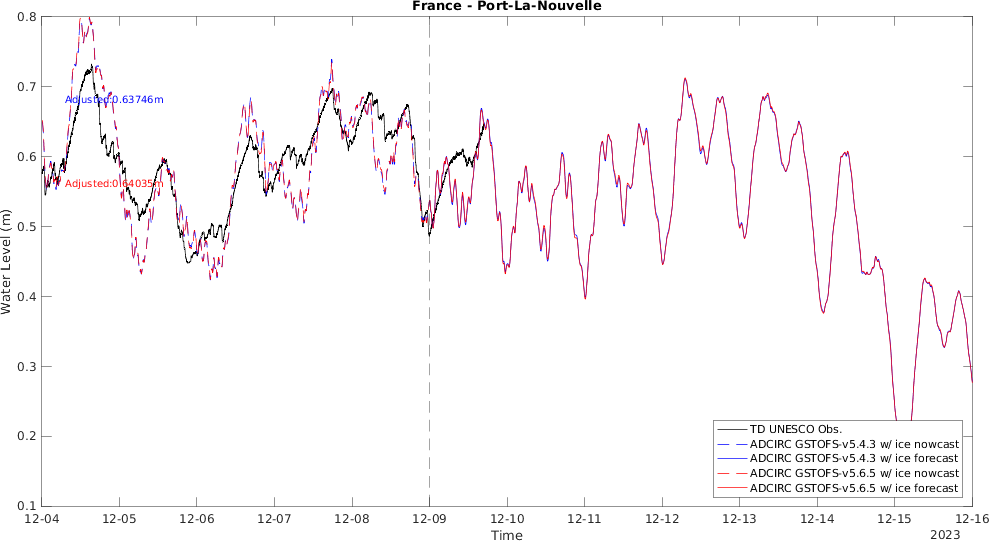 France - Port-La-Nouvelle
0.8
0.7
0.6
0.5
0.4
0.3
0.2
0.1
Water Level (m)
Adjusted:0.63746m
Adjusted:0.64035m
TD UNESCO Obs.
ADCIRC GSTOFS-v5.4.3 w/ ice nowcast
ADCIRC GSTOFS-v5.4.3 w/ ice forecast
ADCIRC GSTOFS-v5.6.5 w/ ice nowcast
ADCIRC GSTOFS-v5.6.5 w/ ice forecast
12-04 12-05 12-06 12-07 12-08 12-09 12-10 12-11 12-12 12-13 12-14 12-15 12-16
Time
2023